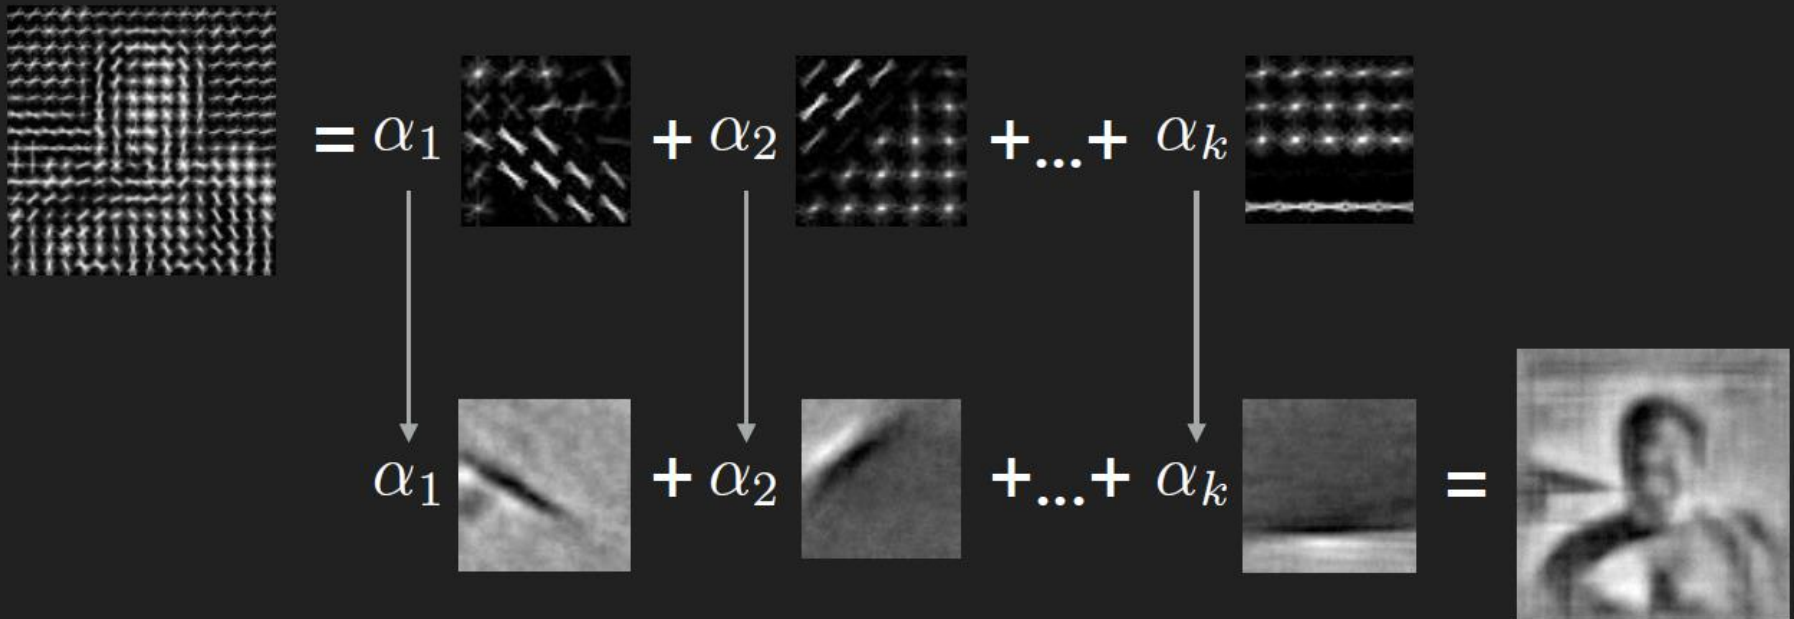 = α₁ + α₂ +...+ αₖ
α₁ + α₂ +...+ αₖ =